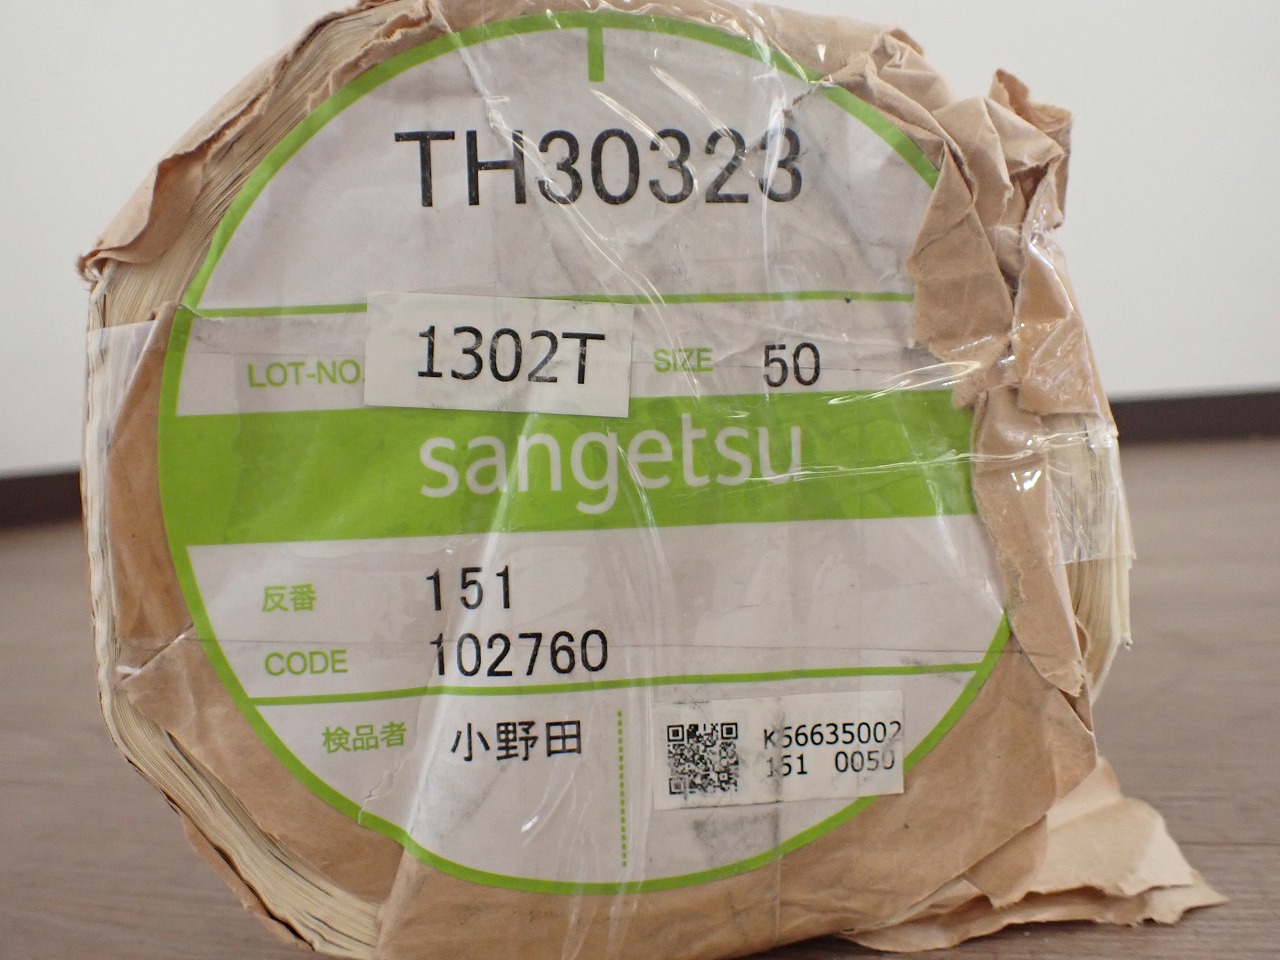 TH30323
LOT-NO. 1302T SIZE 50
sangetsu
反番 151
CODE 102760
検品者 小野田
K56635002
151 0050